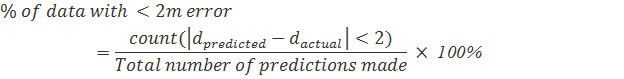 % of data with < 2m error
= count(|d_predicted − d_actual| < 2) / Total number of predictions made × 100%